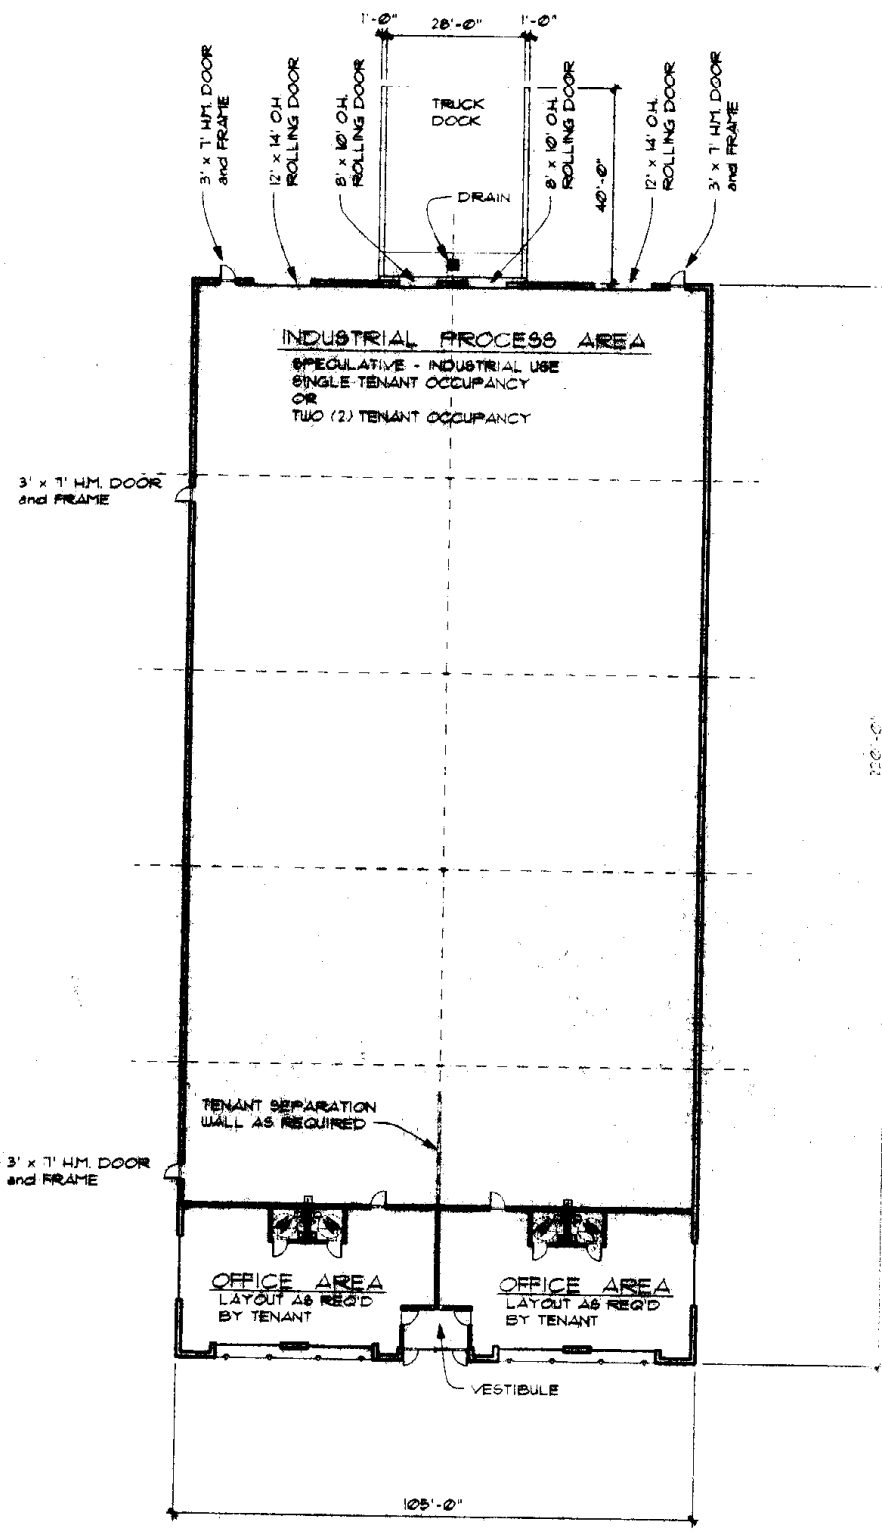 1'-0"
28'-0"
1'-0"
3' x 7' H.M. DOOR
and FRAME
12' x 14' O.H.
ROLLING DOOR
8' x 10' O.H.
ROLLING DOOR
TRUCK
DOCK
8' x 10' O.H.
ROLLING DOOR
40'-0"
12' x 14' O.H.
ROLLING DOOR
3' x 7' H.M. DOOR
and FRAME
DRAIN
INDUSTRIAL PROCESS AREA
SPECULATIVE - INDUSTRIAL USE
SINGLE TENANT OCCUPANCY
OR
TWO (2) TENANT OCCUPANCY
3' x 7' H.M. DOOR
and FRAME
220'-0"
TENANT SEPARATION
WALL AS REQUIRED
3' x 7' H.M. DOOR
and FRAME
OFFICE AREA
LAYOUT AS REQ'D
BY TENANT
OFFICE AREA
LAYOUT AS REQ'D
BY TENANT
VESTIBULE
105'-0"